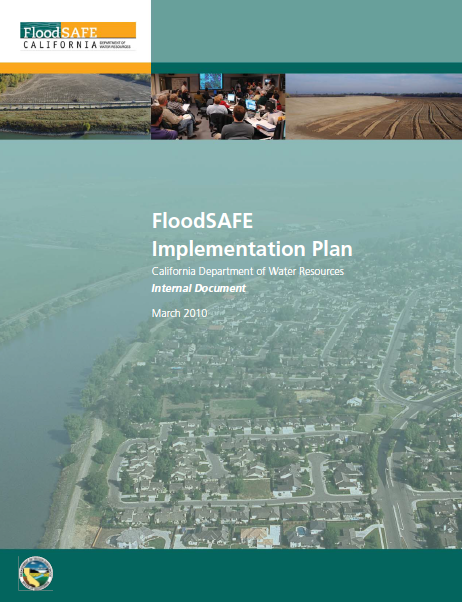 FloodSAFE
CALIFORNIA DEPARTMENT OF
WATER RESOURCES
FloodSAFE
Implementation Plan
California Department of Water Resources
Internal Document
March 2010